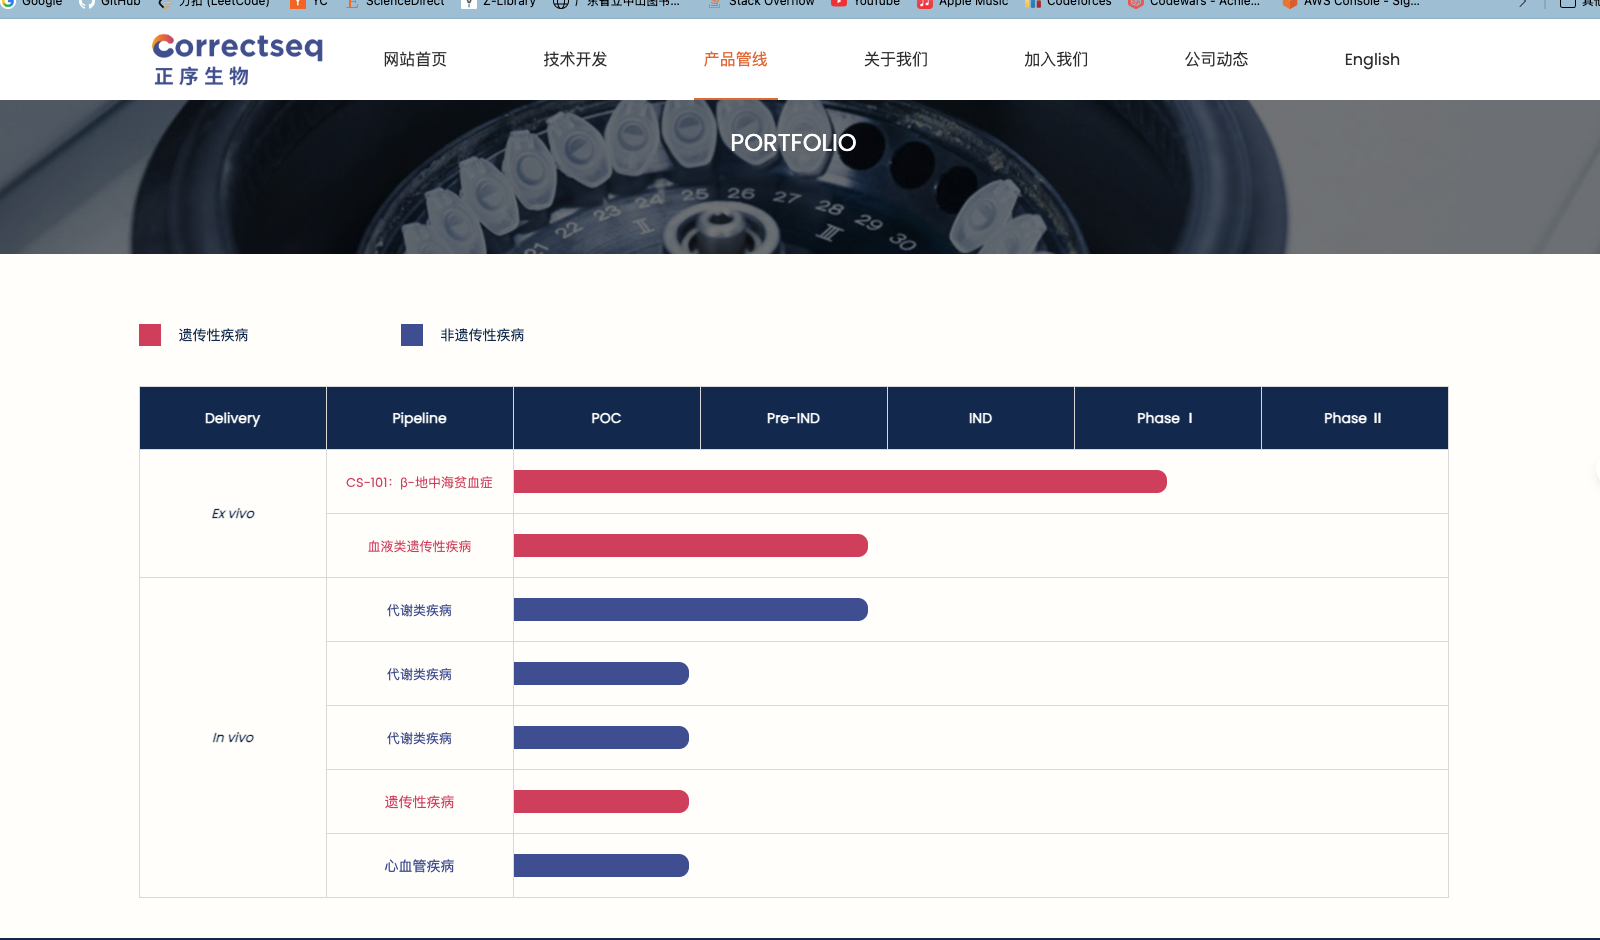 Google GitHub 力扣 (LeetCode) YC ScienceDirect Z-Library 广东省立中山图书... Stack Overflow YouTube Apple Music Codeforces Codewars - Achie... AWS Console - Sig...
Correctseq
正序生物
网站首页 技术开发 产品管线 关于我们 加入我们 公司动态 English
PORTFOLIO
21 22 23 24 25 26 27 28 29 30
II III
遗传性疾病 非遗传性疾病
Delivery Pipeline POC Pre-IND IND Phase Ⅰ Phase Ⅱ
Ex vivo
CS-101：β-地中海贫血症
血液类遗传性疾病
In vivo
代谢类疾病
代谢类疾病
代谢类疾病
遗传性疾病
心血管疾病